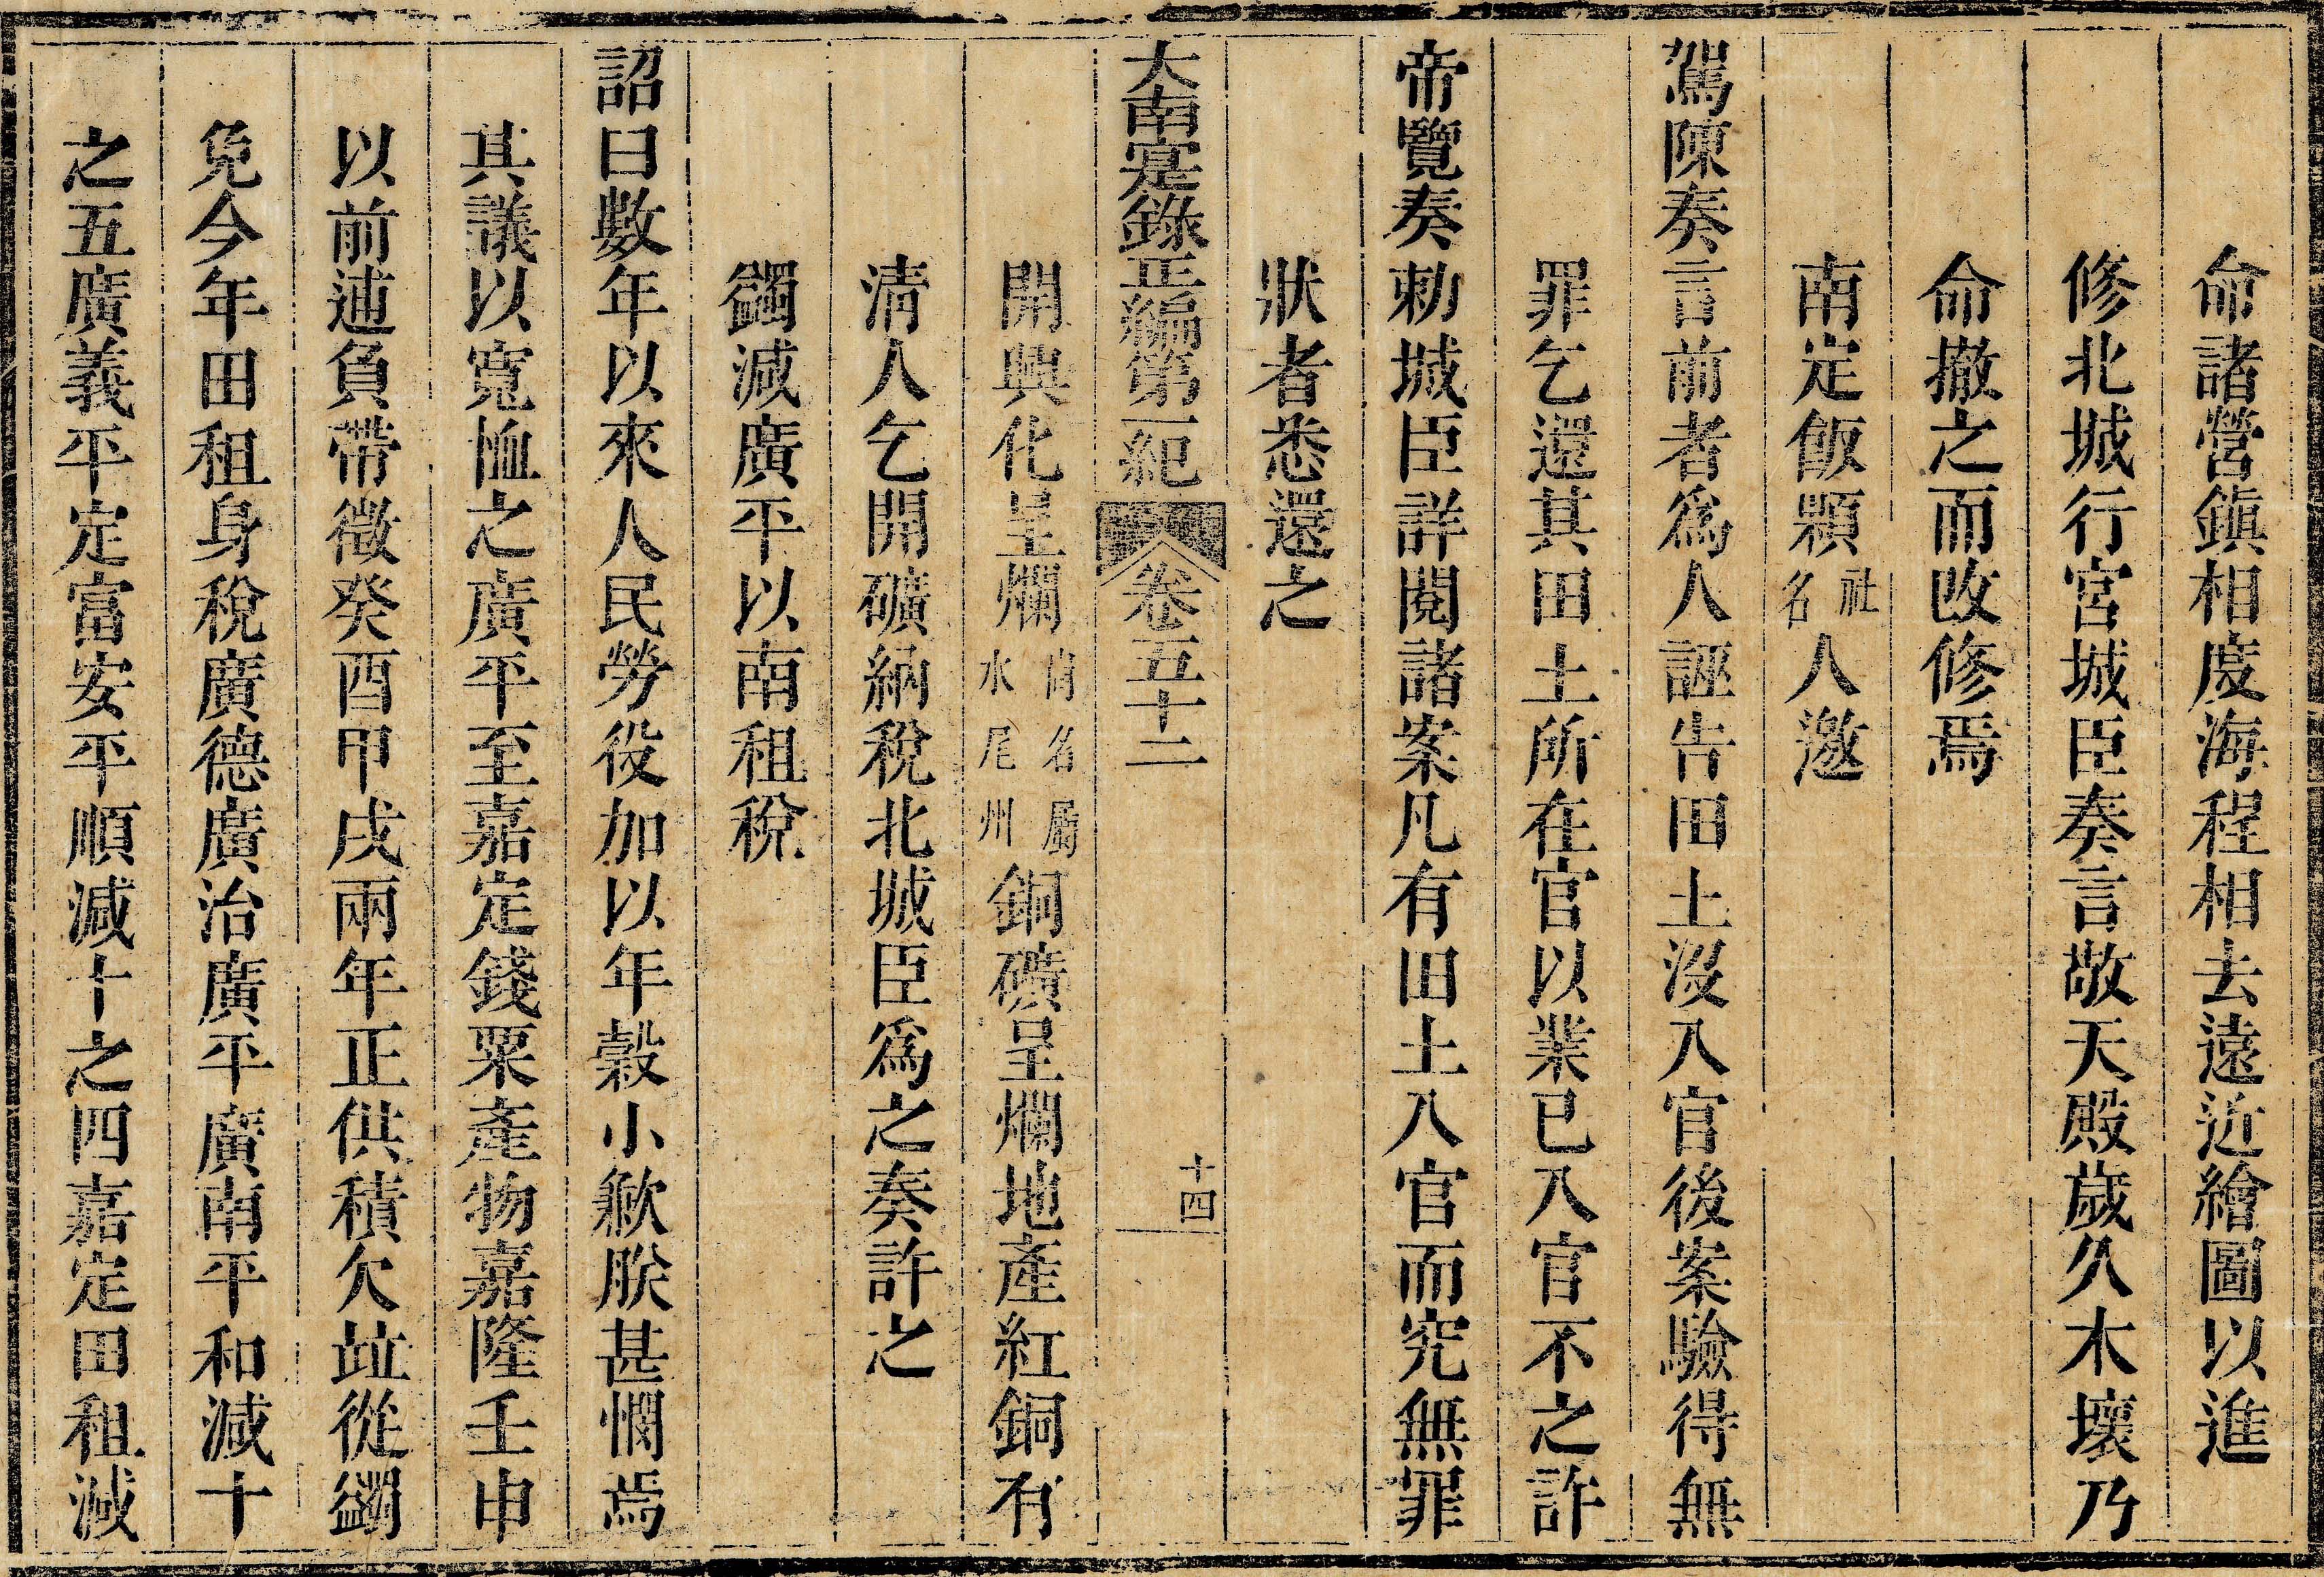 命諸營鎭相度海程相去遠近繪圖以進
修北城行宮城臣奏言敬天殿歲久木壞乃
命撤之而改修焉
南定飯顆社名人邀
駕陳奏言前者爲人誣告田土沒入官後案驗得無
罪乞還其田土所在官以業已入官不之許
帝覽奏勅城臣詳閱諸案凡有田土入官而究無罪
狀者悉還之
大南寔錄正編第一紀 卷五十二 十四
開興化呈爛肖名屬水尾州銅礦呈爛地產紅銅有
清人乞開礦納稅北城臣爲之奏許之
蠲減廣平以南租稅
詔曰數年以來人民勞役加以年穀小歉朕甚憫焉
其議以寬恤之廣平至嘉定錢粟產物嘉隆壬申
以前逋負帶徵癸酉甲戌兩年正供積欠竝從蠲
免今年田租身稅廣德廣治廣平廣南平和減十
之五廣義平定富安平順減十之四嘉定田租減